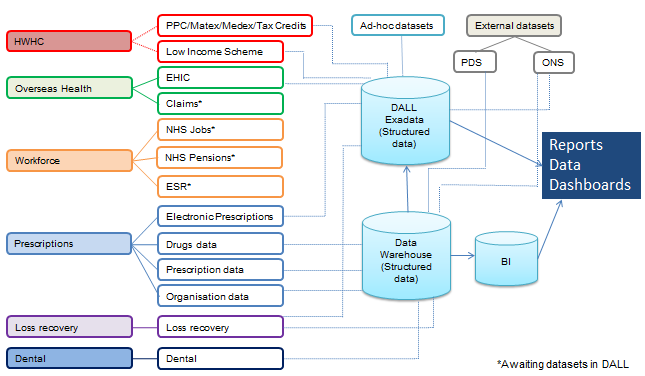 PPC/Matex/Medex/Tax Credits
Ad-hoc datasets
External datasets
HWHC
Low Income Scheme
PDS
ONS
EHIC
Overseas Health
Claims*
DALL
Exadata
(Structured
data)
NHS Jobs*
Reports
Data
Dashboards
Workforce
NHS Pensions*
ESR*
Electronic Prescriptions
Prescriptions
Drugs data
Data
Warehouse
(Structured
data)
BI
Prescription data
Organisation data
Loss recovery
Loss recovery
Dental
Dental
*Awaiting datasets in DALL